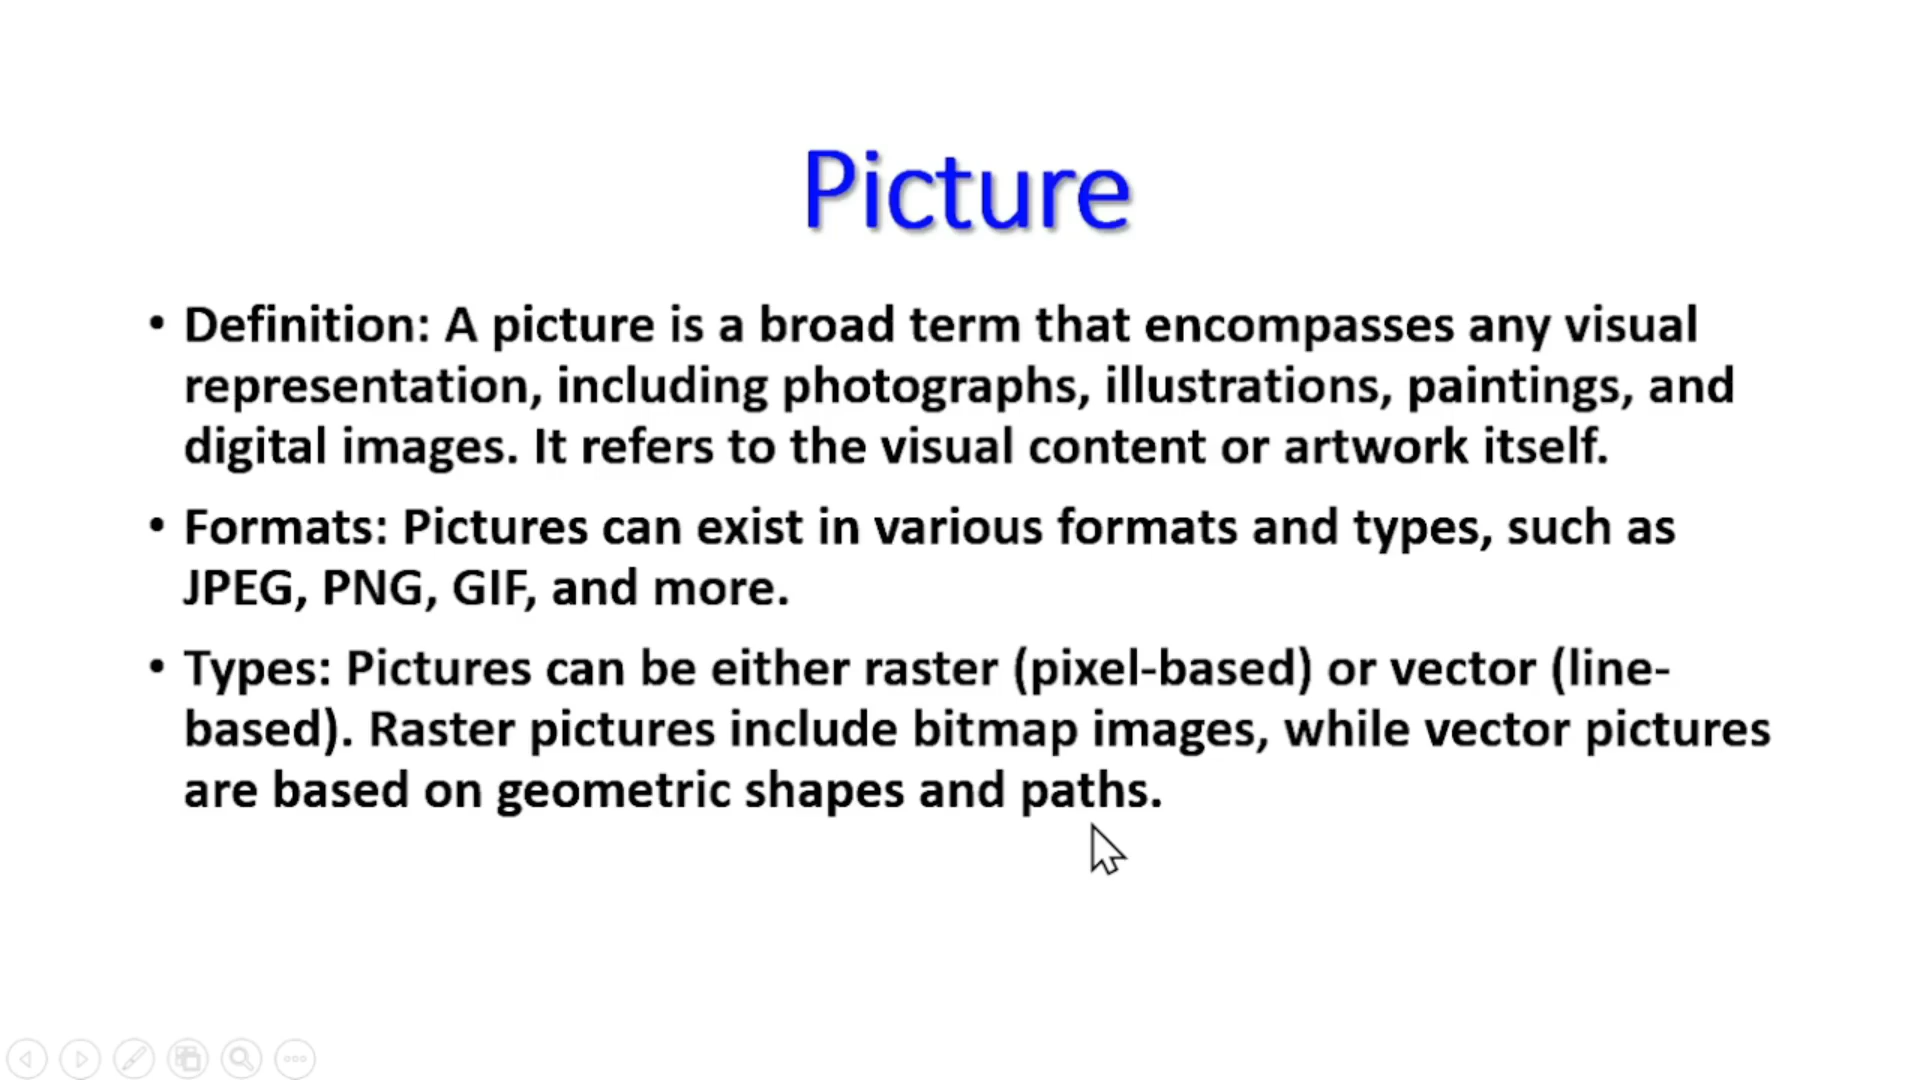 Picture
• Definition: A picture is a broad term that encompasses any visual
representation, including photographs, illustrations, paintings, and
digital images. It refers to the visual content or artwork itself.
• Formats: Pictures can exist in various formats and types, such as
JPEG, PNG, GIF, and more.
• Types: Pictures can be either raster (pixel-based) or vector (line-
based). Raster pictures include bitmap images, while vector pictures
are based on geometric shapes and paths.